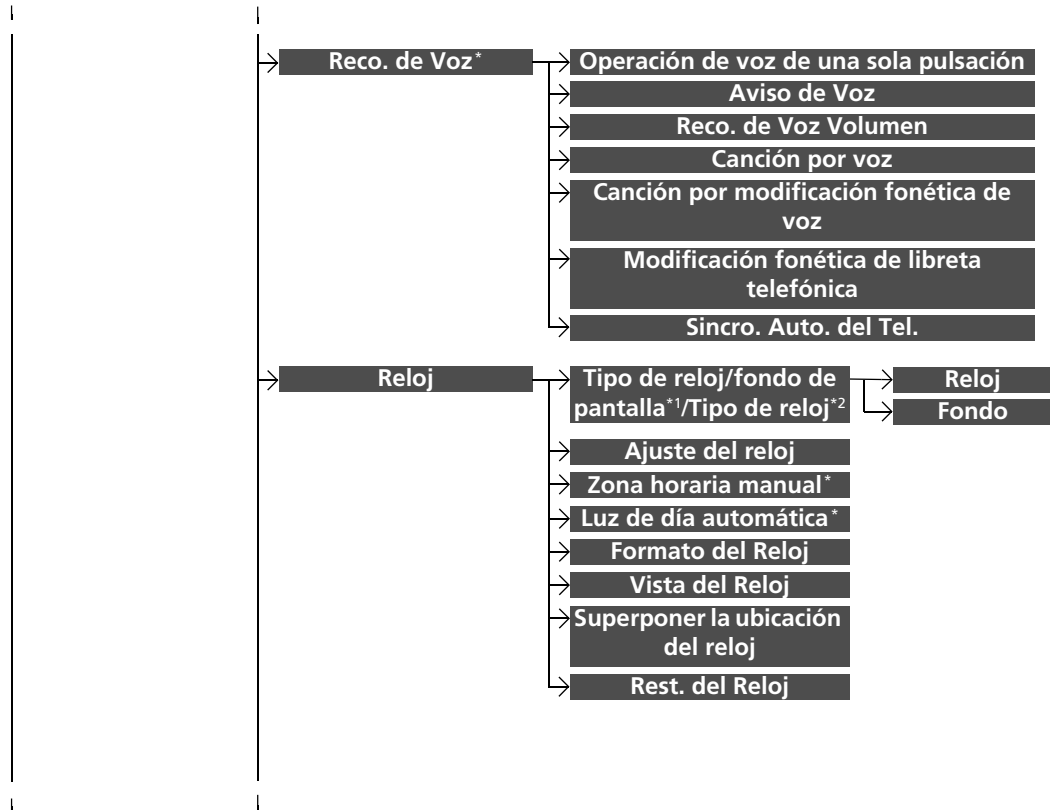 Reco. de Voz*
Operación de voz de una sola pulsación
Aviso de Voz
Reco. de Voz Volumen
Canción por voz
Canción por modificación fonética de
voz
Modificación fonética de libreta
telefónica
Sincro. Auto. del Tel.
Reloj
Tipo de reloj/fondo de
pantalla*1/Tipo de reloj*2
Reloj
Fondo
Ajuste del reloj
Zona horaria manual*
Luz de día automática*
Formato del Reloj
Vista del Reloj
Superponer la ubicación
del reloj
Rest. del Reloj